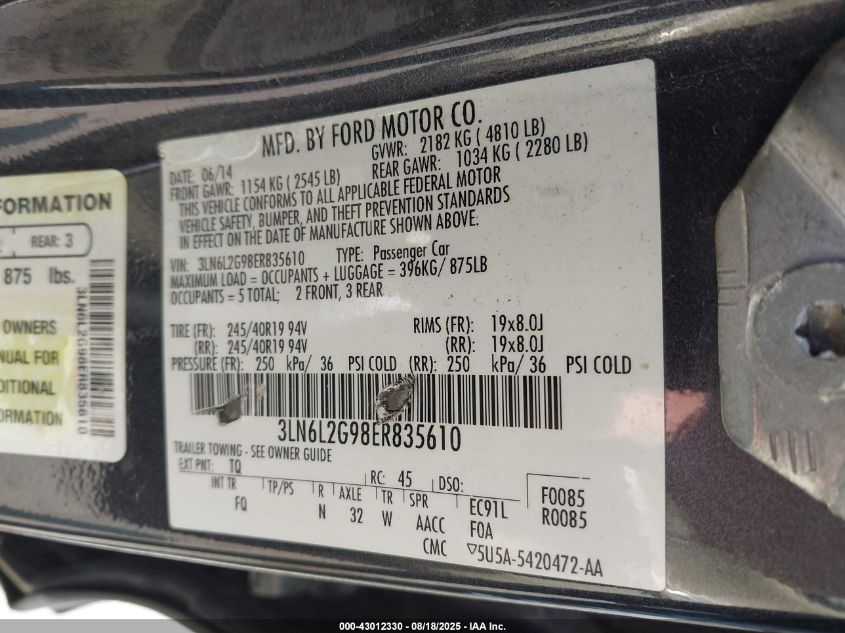 MFD. BY FORD MOTOR CO.
DATE: 06/14 GVWR: 2182 KG ( 4810 LB)
FRONT GAWR: 1154 KG ( 2545 LB) REAR GAWR: 1034 KG ( 2280 LB)
THIS VEHICLE CONFORMS TO ALL APPLICABLE FEDERAL MOTOR
VEHICLE SAFETY, BUMPER, AND THEFT PREVENTION STANDARDS
IN EFFECT ON THE DATE OF MANUFACTURE SHOWN ABOVE.
VIN: 3LN6L2G98ER835610 TYPE: Passenger Car
MAXIMUM LOAD = OCCUPANTS + LUGGAGE = 396KG/ 875LB
OCCUPANTS = 5 TOTAL; 2 FRONT, 3 REAR
TIRE (FR): 245/40R19 94V RIMS (FR): 19x8.0J
(RR): 245/40R19 94V (RR): 19x8.0J
PRESSURE (FR): 250 kPa/ 36 PSI COLD (RR): 250 kPa/ 36 PSI COLD
3LN6L2G98ER835610
TRAILER TOWING - SEE OWNER GUIDE
EXT PNT: TQ RC: 45 DSO:
INT TR TP/PS R AXLE TR SPR EC91L F0085
FQ N 32 W AACC FOA R0085
CMC 5U5A-5420472-AA
FORMATION
REAR: 3
875 lbs.
OWNERS
NUAL FOR
DITIONAL
FORMATION
3LN6L2G98ER835610
000-43012330 - 08/18/2025 - IAA Inc.